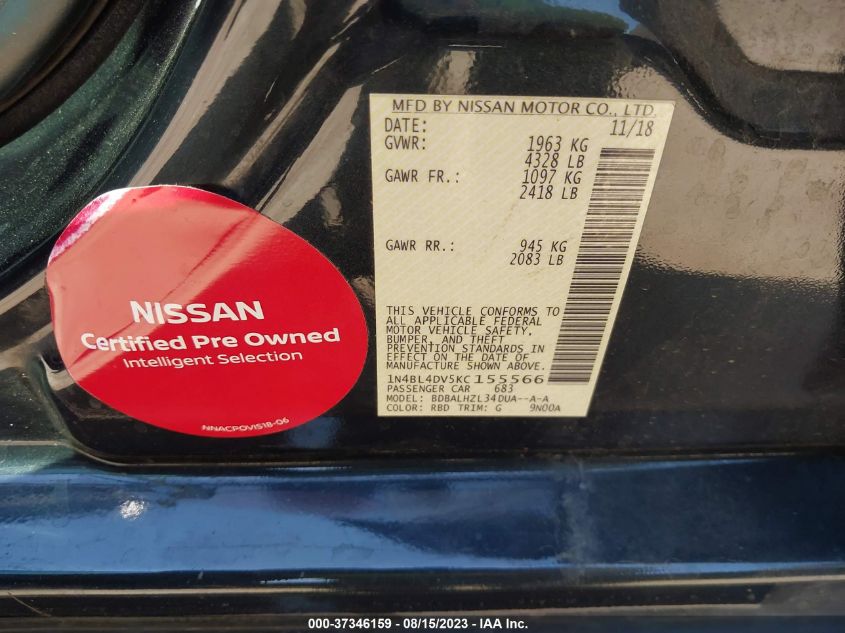 MFD BY NISSAN MOTOR CO., LTD.
DATE: 11/18
GVWR: 1963 KG
4328 LB
GAWR FR.: 1097 KG
2418 LB
GAWR RR.: 945 KG
2083 LB
THIS VEHICLE CONFORMS TO
ALL APPLICABLE FEDERAL
MOTOR VEHICLE SAFETY,
BUMPER, AND THEFT
PREVENTION STANDARDS IN
EFFECT ON THE DATE OF
MANUFACTURE SHOWN ABOVE.
1N4BL4DV5KC155566
PASSENGER CAR 683
MODEL: BDBALHZL34DUA--A-A
COLOR: RBD TRIM: G 9N00A
NISSAN
Certified Pre Owned
Intelligent Selection
NNACPOVIS18-06
000-37346159 - 08/15/2023 - IAA Inc.